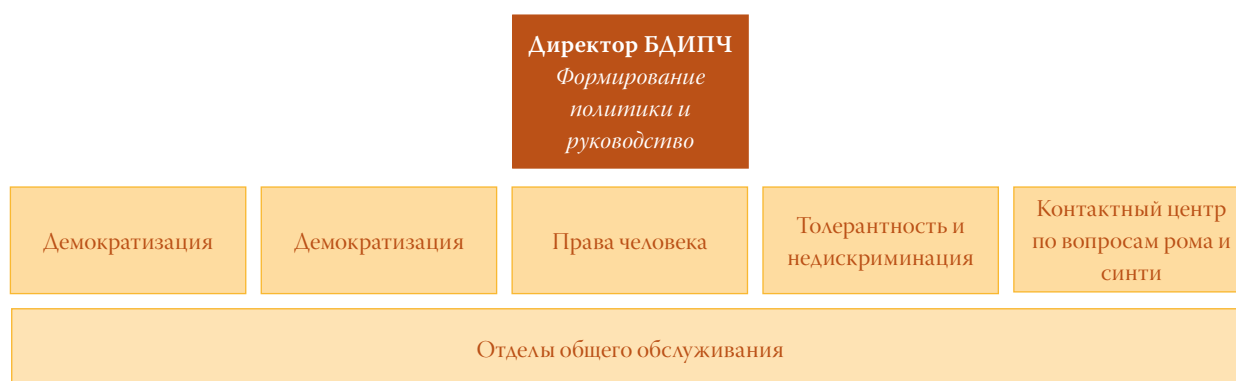 Директор БДИПЧ
Формирование
политики и
руководство
Демократизация
Демократизация
Права человека
Толерантность и
недискриминация
Контактный центр
по вопросам рома и
синти
Отделы общего обслуживания